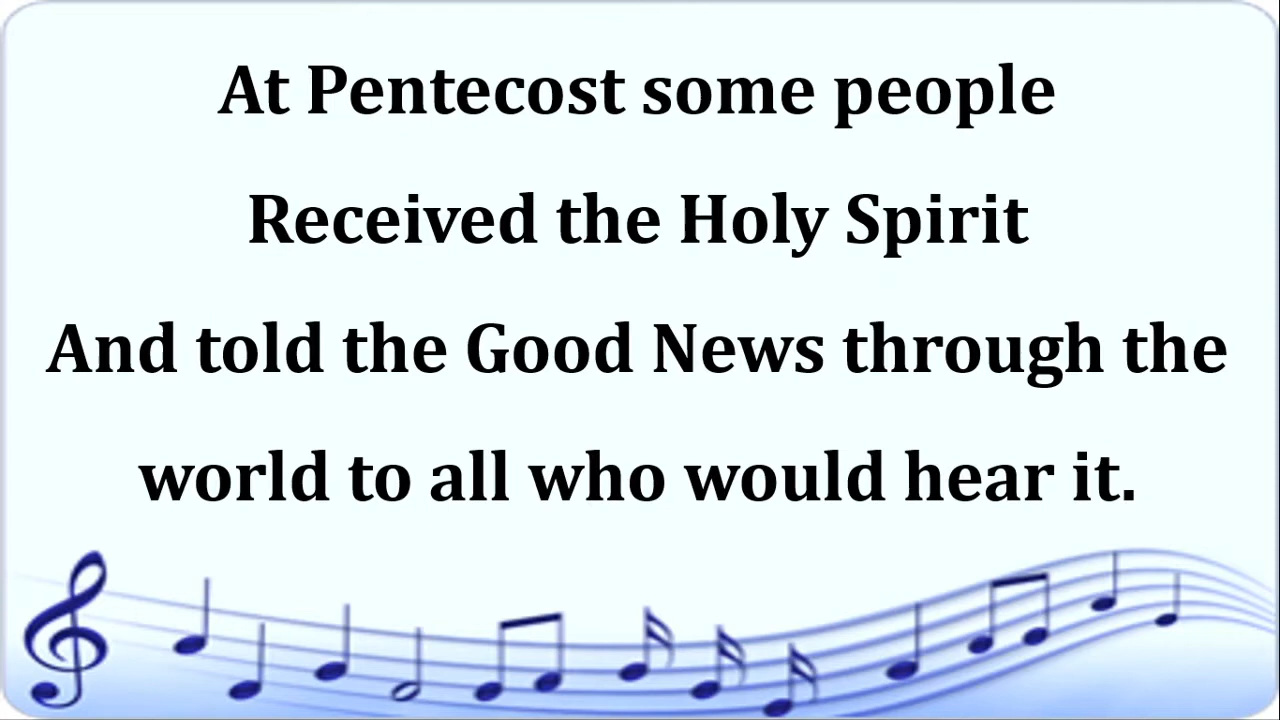 At Pentecost some people
Received the Holy Spirit
And told the Good News through the
world to all who would hear it.